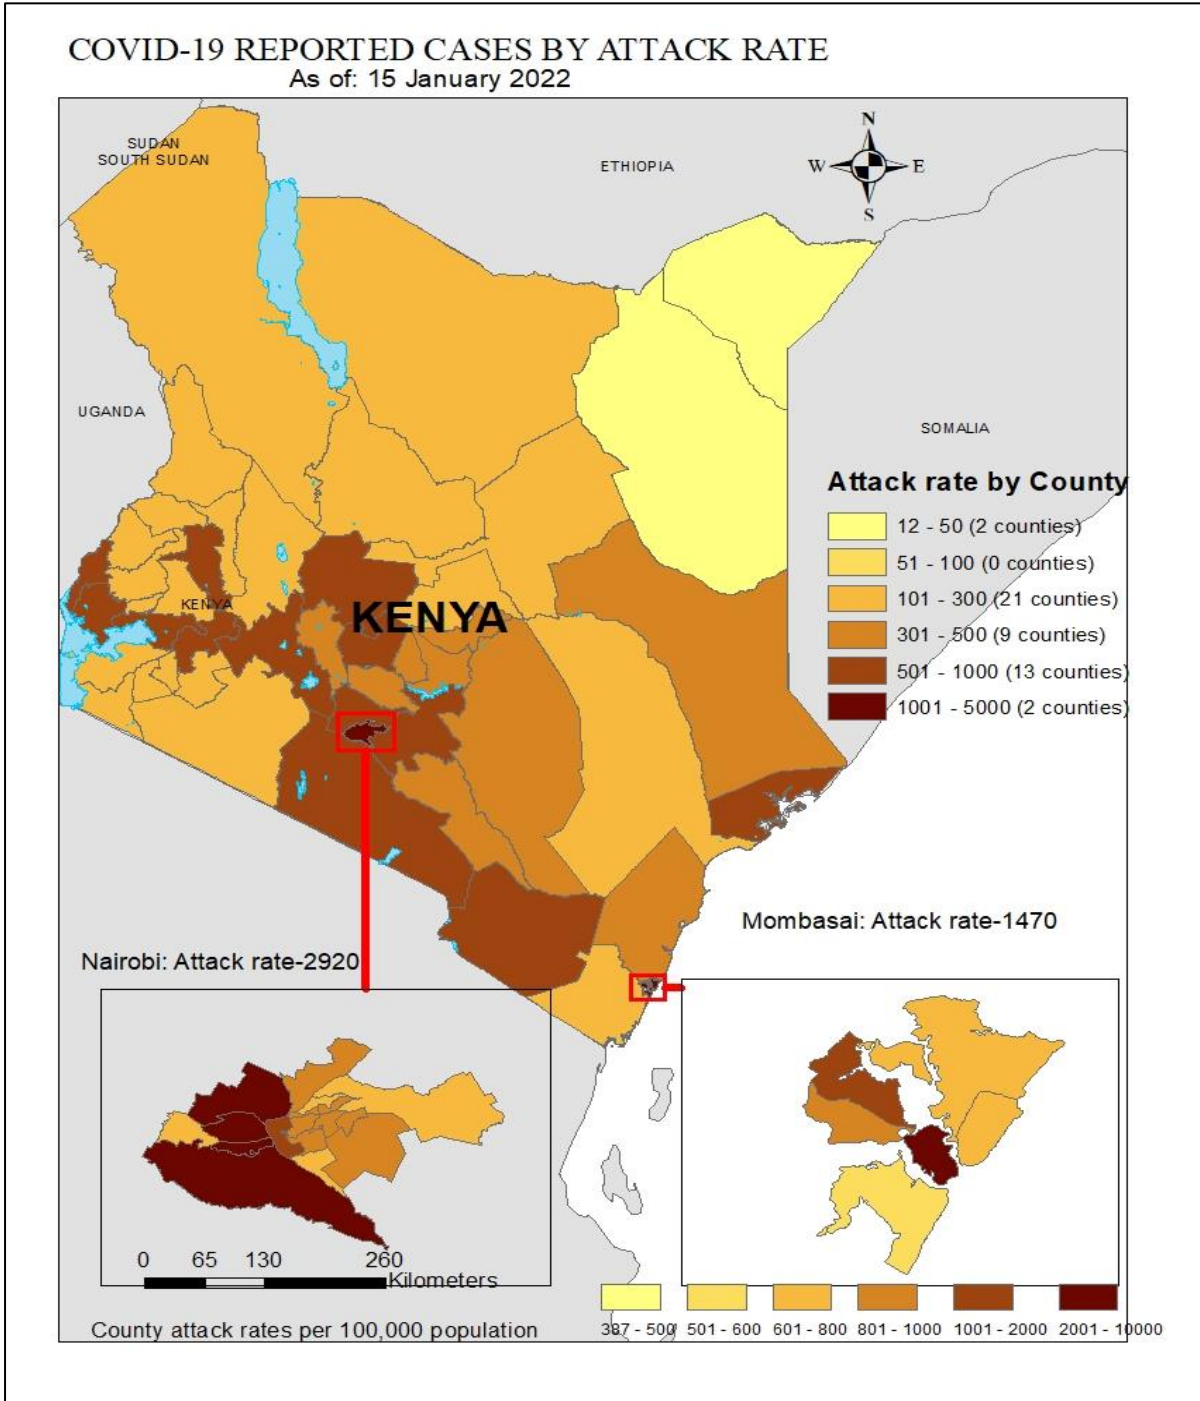 COVID-19 REPORTED CASES BY ATTACK RATE
As of: 15 January 2022
SUDAN
SOUTH SUDAN
ETHIOPIA
N
W
E
S
UGANDA
SOMALIA
Attack rate by County
12 - 50 (2 counties)
51 - 100 (0 counties)
101 - 300 (21 counties)
301 - 500 (9 counties)
501 - 1000 (13 counties)
1001 - 5000 (2 counties)
KENYA
KENYA
Mombasai: Attack rate-1470
Nairobi: Attack rate-2920
0 65 130 260
Kilometers
County attack rates per 100,000 population
387 - 500 501 - 600 601 - 800 801 - 1000 1001 - 2000 2001 - 10000